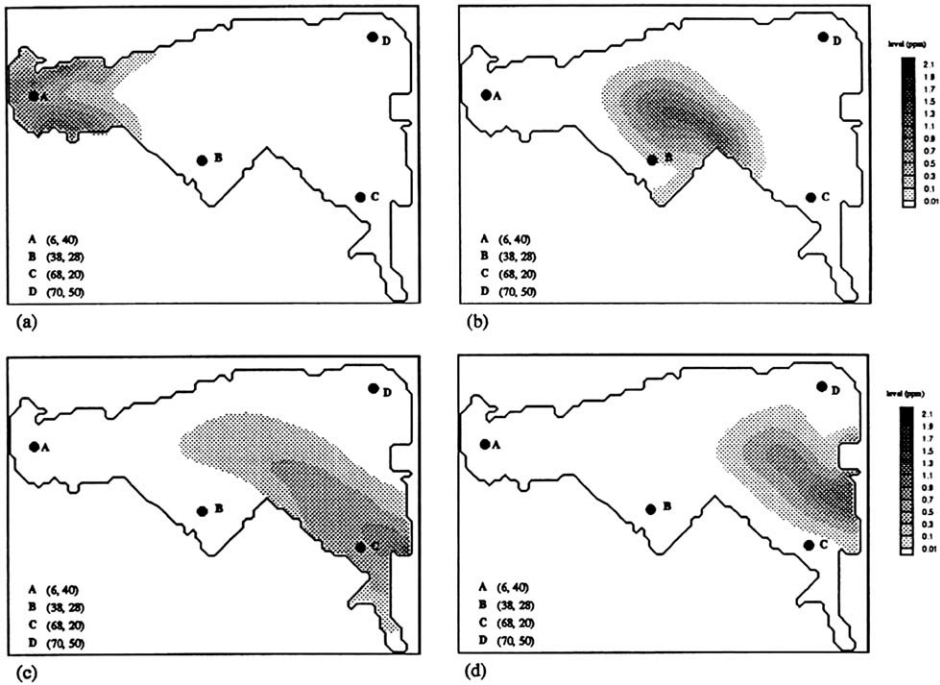 D
A
B
C
A (6, 40)
B (38, 28)
C (68, 20)
D (70, 50)
(a)
D
A
B
C
A (6, 40)
B (38, 28)
C (68, 20)
D (70, 50)
(b)
level (ppm)
2.1
1.9
1.7
1.5
1.3
1.1
0.9
0.7
0.5
0.3
0.1
0.01
D
A
B
C
A (6, 40)
B (38, 28)
C (68, 20)
D (70, 50)
(c)
D
A
B
C
A (6, 40)
B (38, 28)
C (68, 20)
D (70, 50)
(d)
level (ppm)
2.1
1.9
1.7
1.5
1.3
1.1
0.9
0.7
0.5
0.3
0.1
0.01